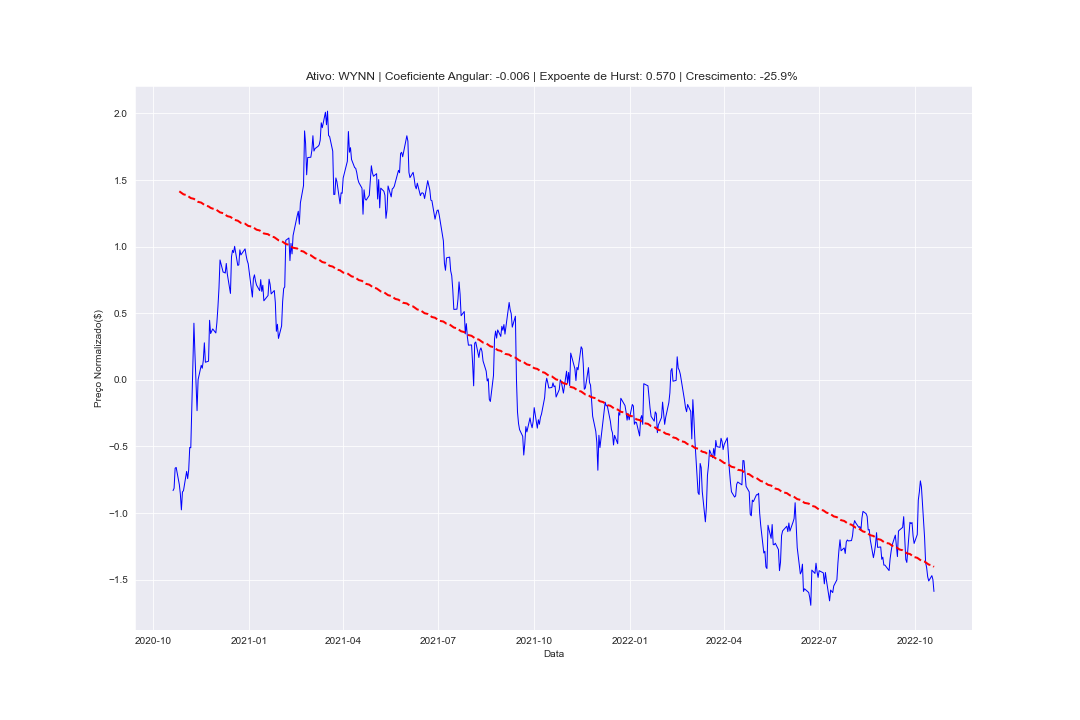 Ativo: WYNN | Coeficiente Angular: -0.006 | Expoente de Hurst: 0.570 | Crescimento: -25.9%
Preço Normalizado($)
2.0
1.5
1.0
0.5
0.0
−0.5
−1.0
−1.5
2020-10 2021-01 2021-04 2021-07 2021-10 2022-01 2022-04 2022-07 2022-10
Data